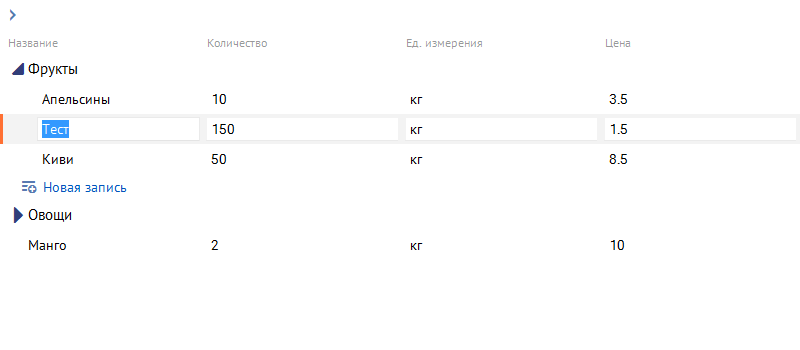 Название Количество Ед. измерения Цена
Фрукты
Апельсины 10 кг 3.5
Тест 150 кг 1.5
Киви 50 кг 8.5
Новая запись
Овощи
Манго 2 кг 10